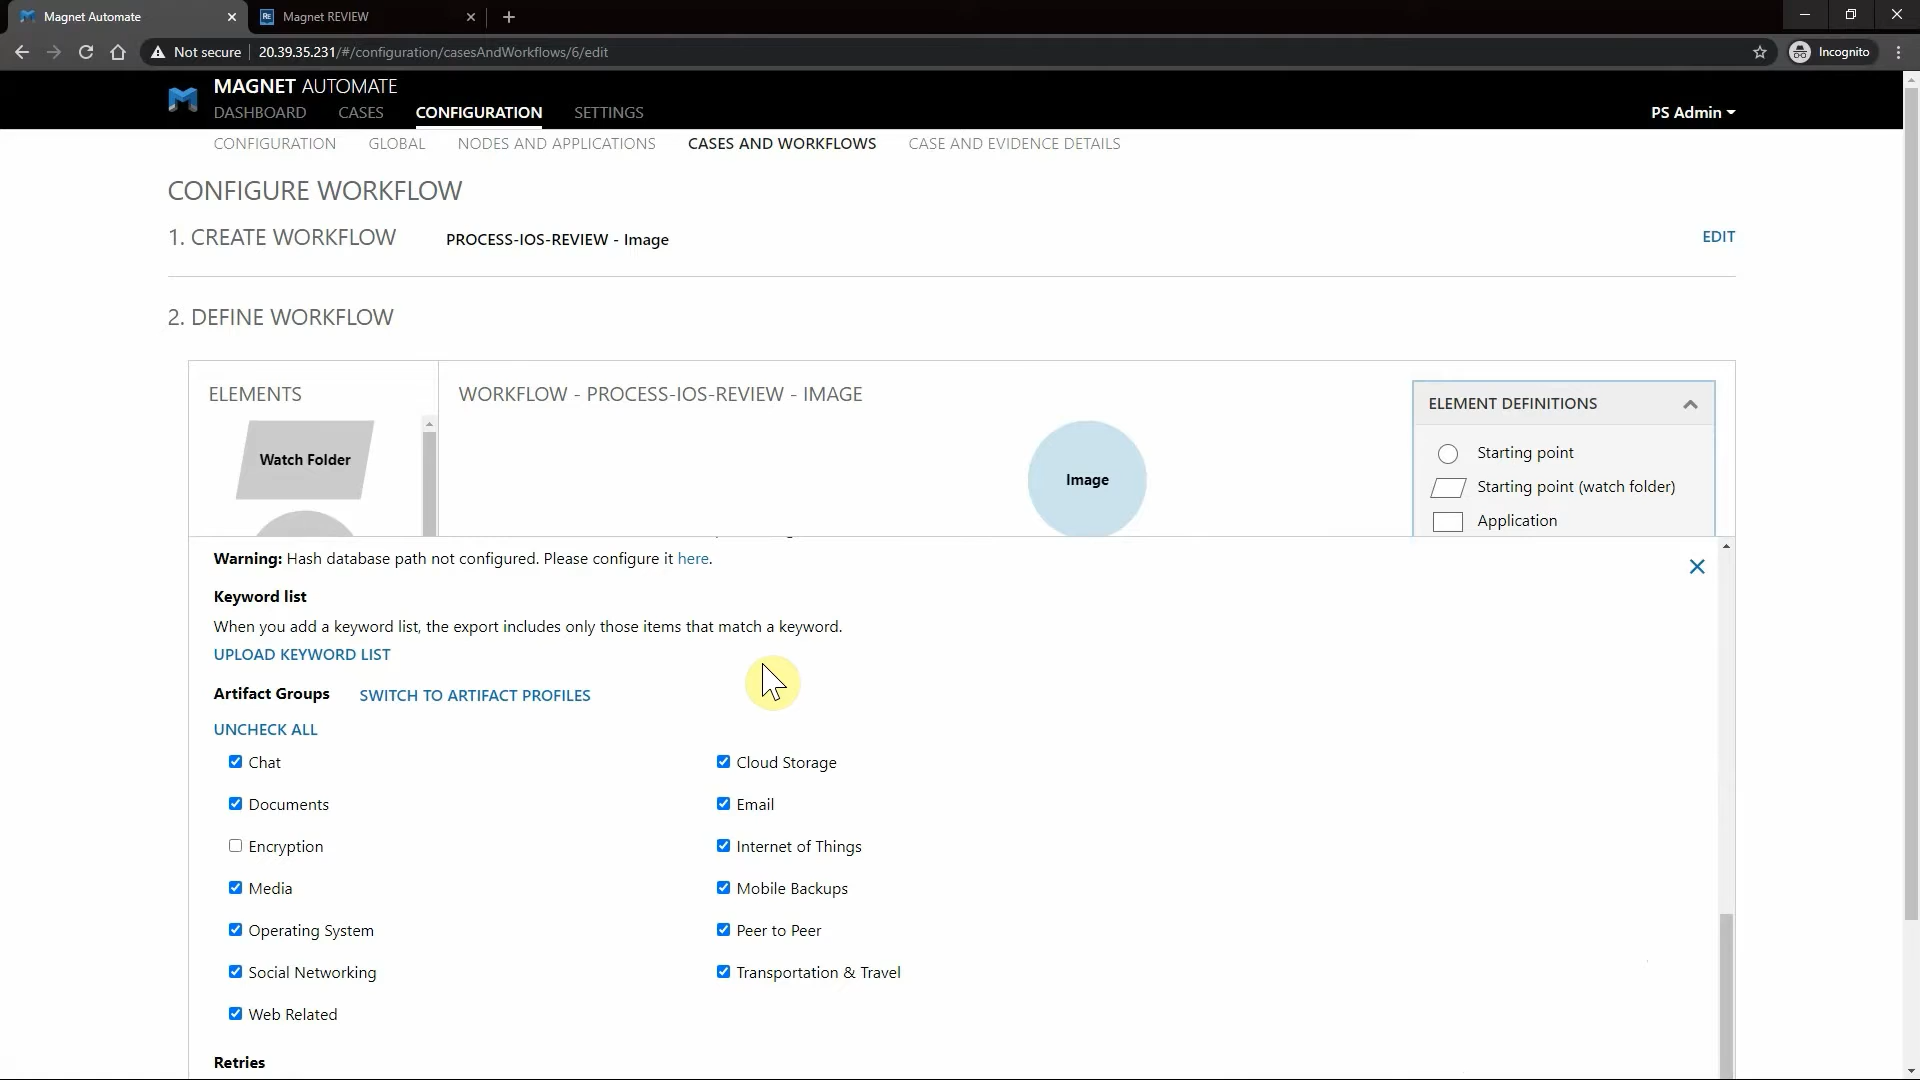 Magnet Automate
Magnet REVIEW
Not secure
20.39.35.231/#/configuration/casesAndWorkflows/6/edit
Incognito
MAGNET AUTOMATE
DASHBOARD CASES CONFIGURATION SETTINGS
PS Admin
CONFIGURATION GLOBAL NODES AND APPLICATIONS CASES AND WORKFLOWS CASE AND EVIDENCE DETAILS
CONFIGURE WORKFLOW
1. CREATE WORKFLOW PROCESS-IOS-REVIEW - Image EDIT
2. DEFINE WORKFLOW
ELEMENTS
Watch Folder
WORKFLOW - PROCESS-IOS-REVIEW - IMAGE
Image
ELEMENT DEFINITIONS
Starting point
Starting point (watch folder)
Application
Warning: Hash database path not configured. Please configure it here.
Keyword list
When you add a keyword list, the export includes only those items that match a keyword.
UPLOAD KEYWORD LIST
Artifact Groups SWITCH TO ARTIFACT PROFILES
UNCHECK ALL
Chat Cloud Storage
Documents Email
Encryption Internet of Things
Media Mobile Backups
Operating System Peer to Peer
Social Networking Transportation & Travel
Web Related
Retries